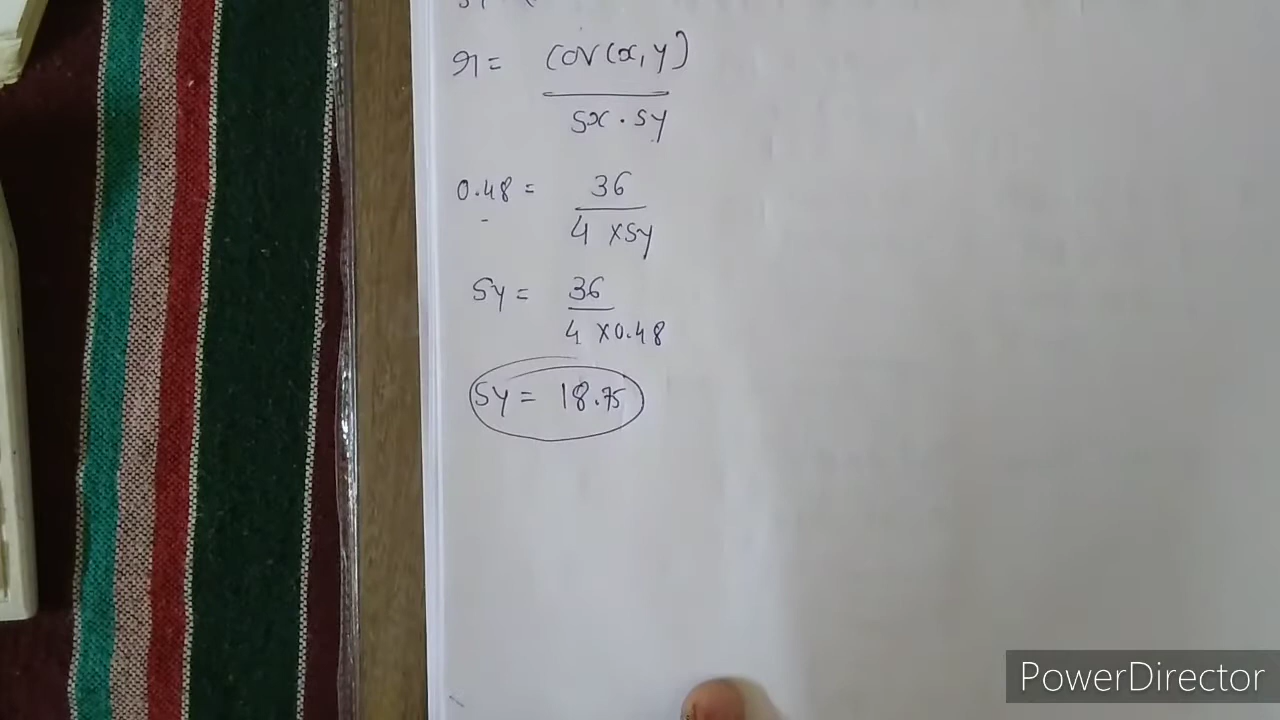 r = cov(x, y)
sx . sy
0.48 = 36
4 x sy
Sy = 36
4 x 0.48
Sy = 18.75
PowerDirector